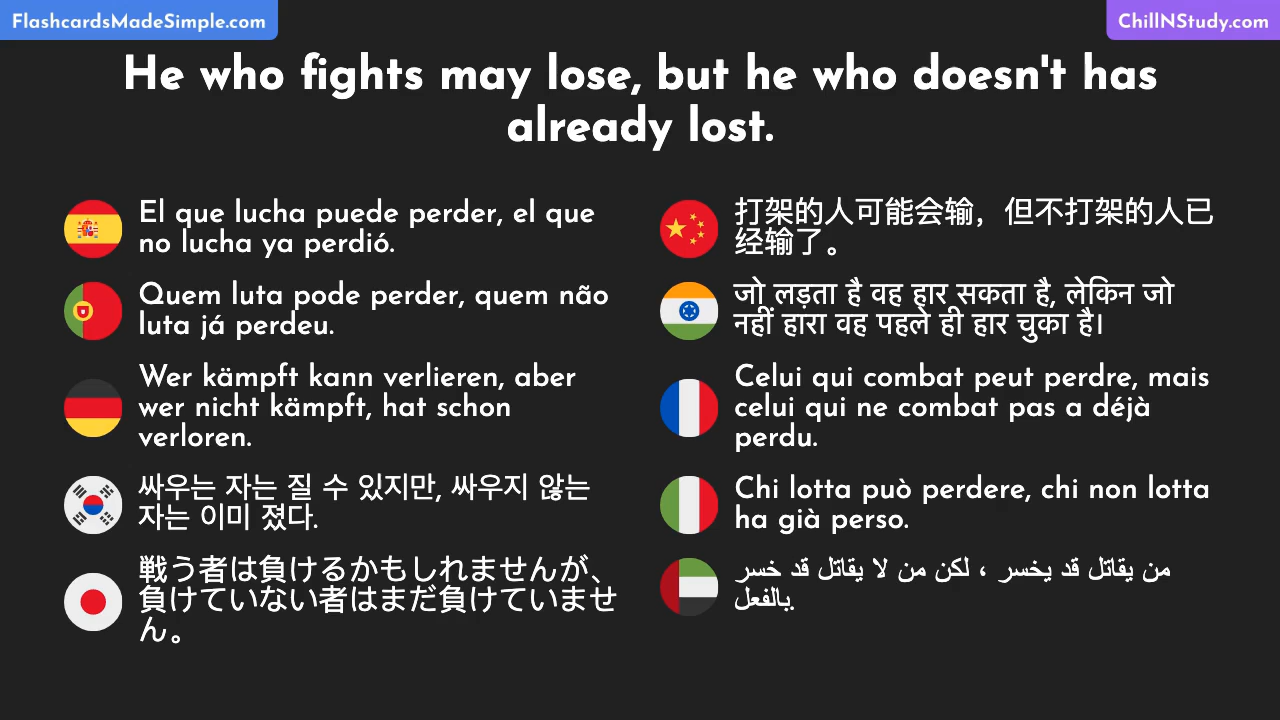 FlashcardsMadeSimple.com
ChillNStudy.com
He who fights may lose, but he who doesn't has
already lost.
El que lucha puede perder, el que
no lucha ya perdió.
Quem luta pode perder, quem não
luta já perdeu.
Wer kämpft kann verlieren, aber
wer nicht kämpft, hat schon
verloren.
싸우는 자는 질 수 있지만, 싸우지 않는
자는 이미 졌다.
戦う者は負けるかもしれませんが、
負けていない者はまだ負けていませ
ん。
打架的人可能会输，但不打架的人已
经输了。
जो लड़ता है वह हार सकता है, लेकिन जो
नहीं हारा वह पहले ही हार चुका है।
Celui qui combat peut perdre, mais
celui qui ne combat pas a déjà
perdu.
Chi lotta può perdere, chi non lotta
ha già perso.
من يقاتل قد يخسر ، لكن من لا يقاتل قد خسر
بالفعل.